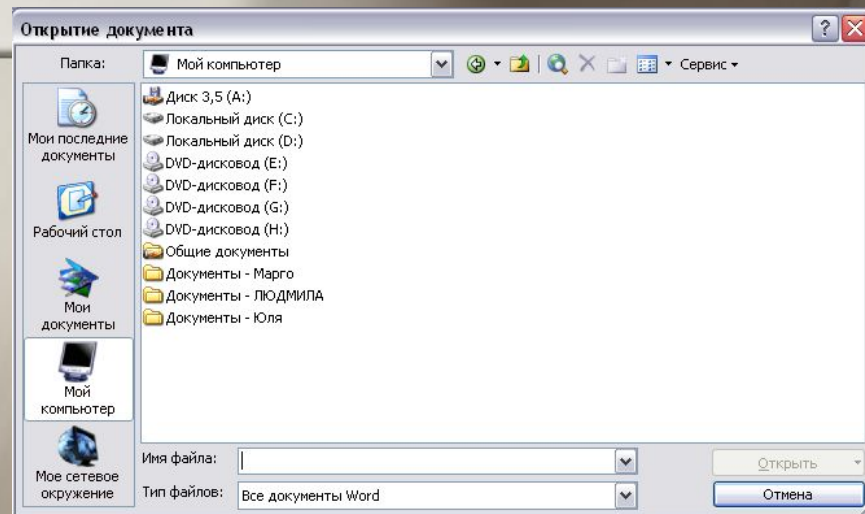 Открытие документа
Папка:
Мой компьютер
Сервис
Мои последние
документы
Рабочий стол
Мои
документы
Мой
компьютер
Мое сетевое
окружение
Диск 3,5 (A:)
Локальный диск (C:)
Локальный диск (D:)
DVD-дисковод (E:)
DVD-дисковод (F:)
DVD-дисковод (G:)
DVD-дисковод (H:)
Общие документы
Документы - Марго
Документы - ЛЮДМИЛА
Документы - Юля
Имя файла:
Открыть
Тип файлов:
Все документы Word
Отмена